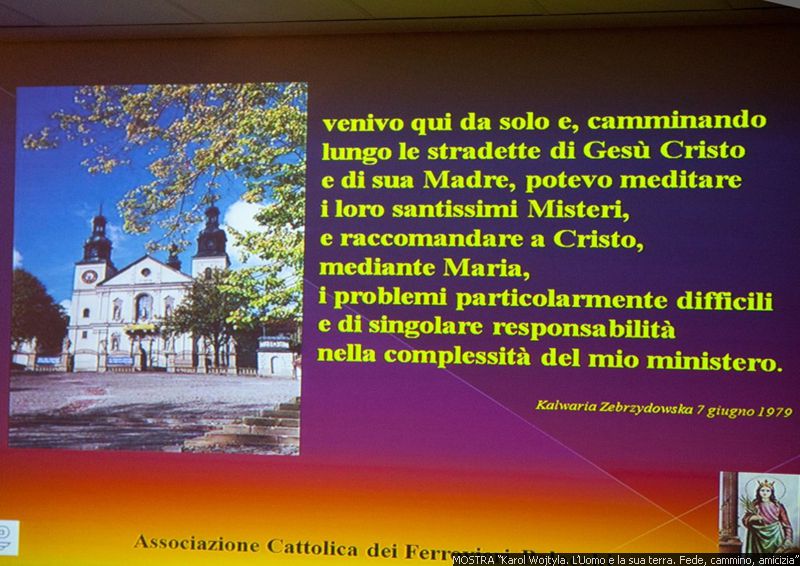 venivo qui da solo e, camminando
lungo le stradette di Gesù Cristo
e di sua Madre, potevo meditare
i loro santissimi Misteri,
e raccomandare a Cristo,
mediante Maria,
i problemi particolarmente difficili
e di singolare responsabilità
nella complessità del mio ministero.
Kalwaria Zebrzydowska 7 giugno 1979
Associazione Cattolica dei
MOSTRA “Karol Wojtyla. L’Uomo e la sua terra. Fede, cammino, amicizia”